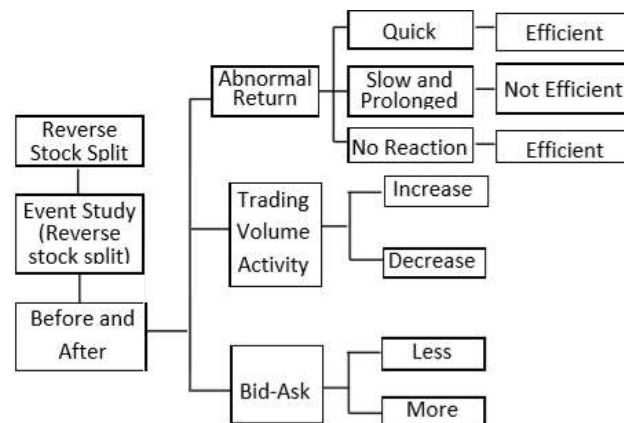 Reverse
Stock Split
Event Study
(Reverse
stock split)
Before and
After
Abnormal
Return
Quick
Efficient
Slow and
Prolonged
Not Efficient
No Reaction
Efficient
Trading
Volume
Activity
Increase
Decrease
Bid-Ask
Less
More